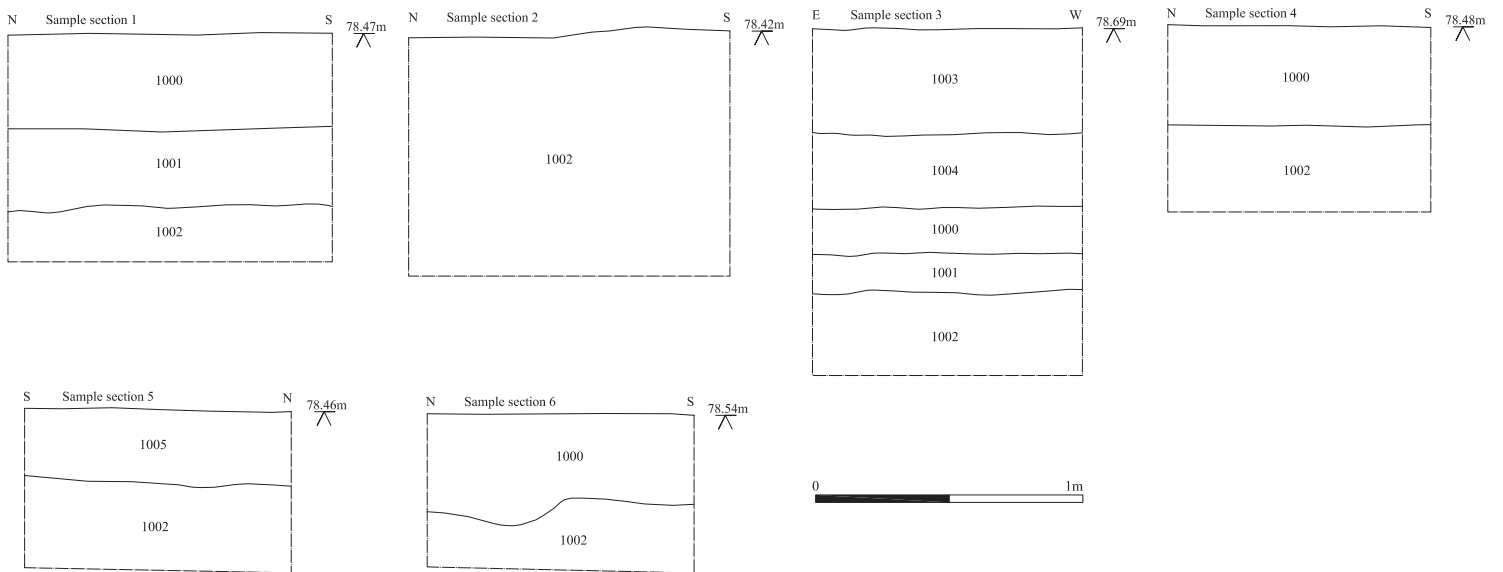 N Sample section 1 S 78.47m
1000
1001
1002
N Sample section 2 S 78.42m
1002
E Sample section 3 W 78.69m
1003
1004
1000
1001
1002
N Sample section 4 S 78.48m
1000
1002
S Sample section 5 N 78.46m
1005
1002
N Sample section 6 S 78.54m
1000
1002
0 1m